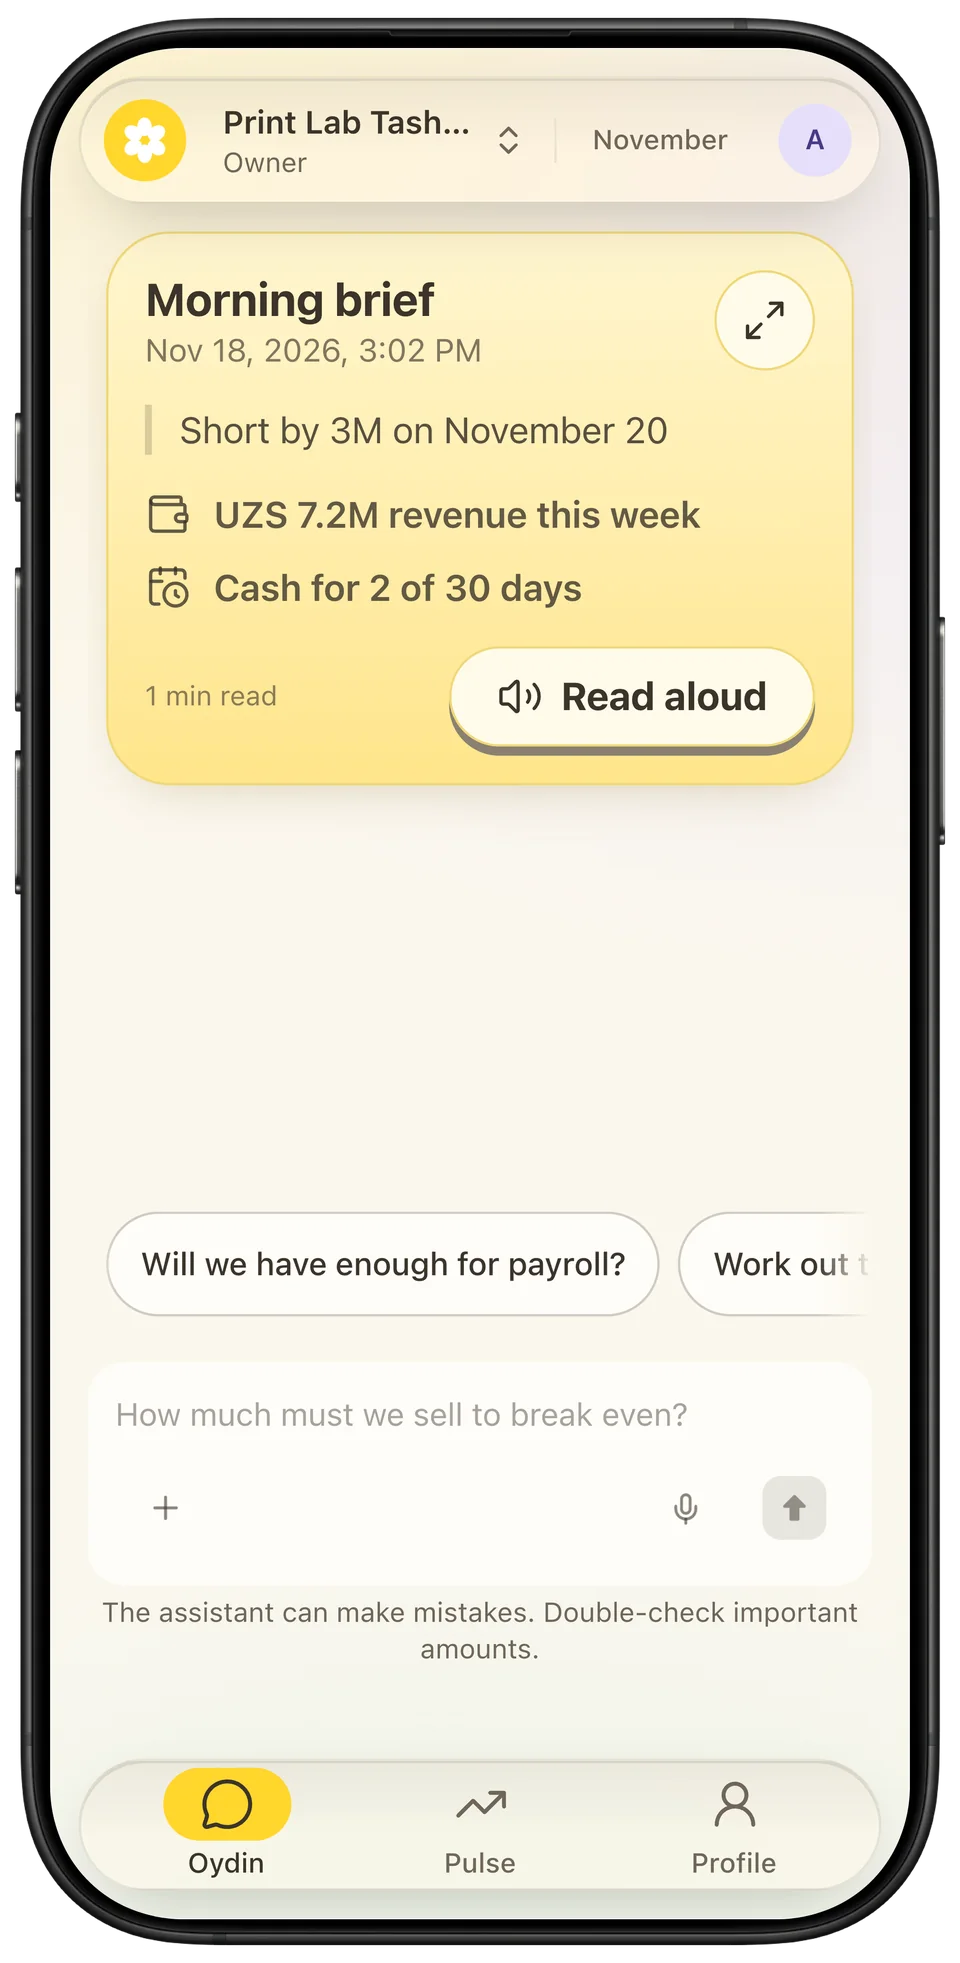 Print Lab Tash...
Owner
November
A
Morning brief
Nov 18, 2026, 3:02 PM
Short by 3M on November 20
UZS 7.2M revenue this week
Cash for 2 of 30 days
1 min read
Read aloud
Will we have enough for payroll?
Work out
How much must we sell to break even?
The assistant can make mistakes. Double-check important
amounts.
Oydin
Pulse
Profile